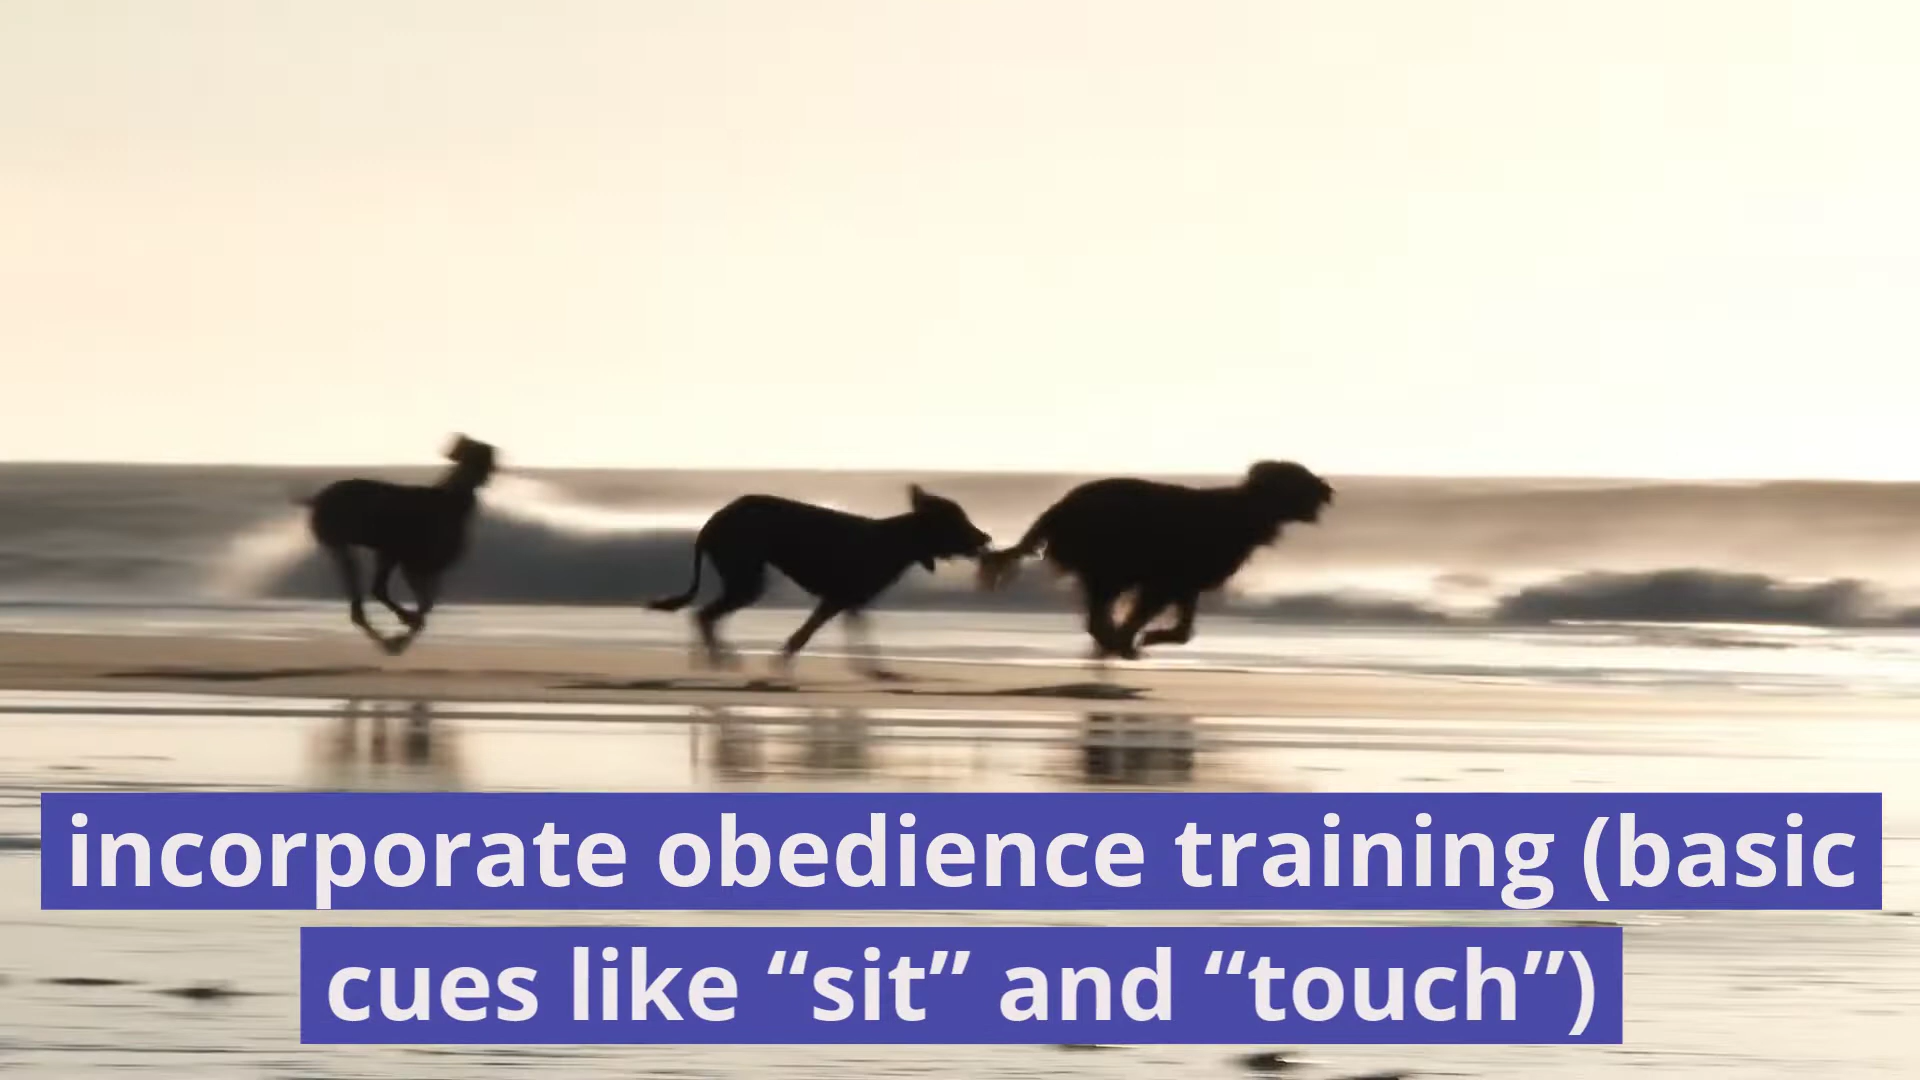 incorporate obedience training (basic
cues like “sit” and “touch”)